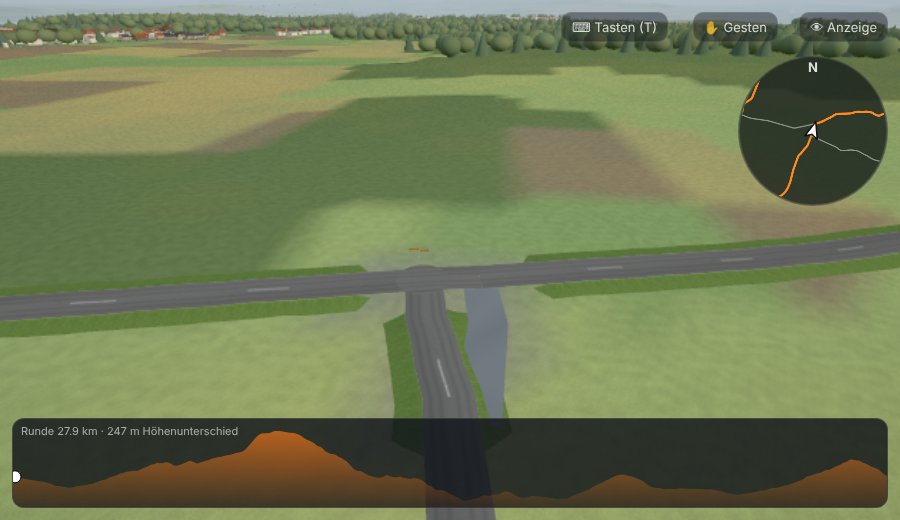 ⌨ Tasten (T)
✋ Gesten
👁 Anzeige
N
Runde 27.9 km · 247 m Höhenunterschied